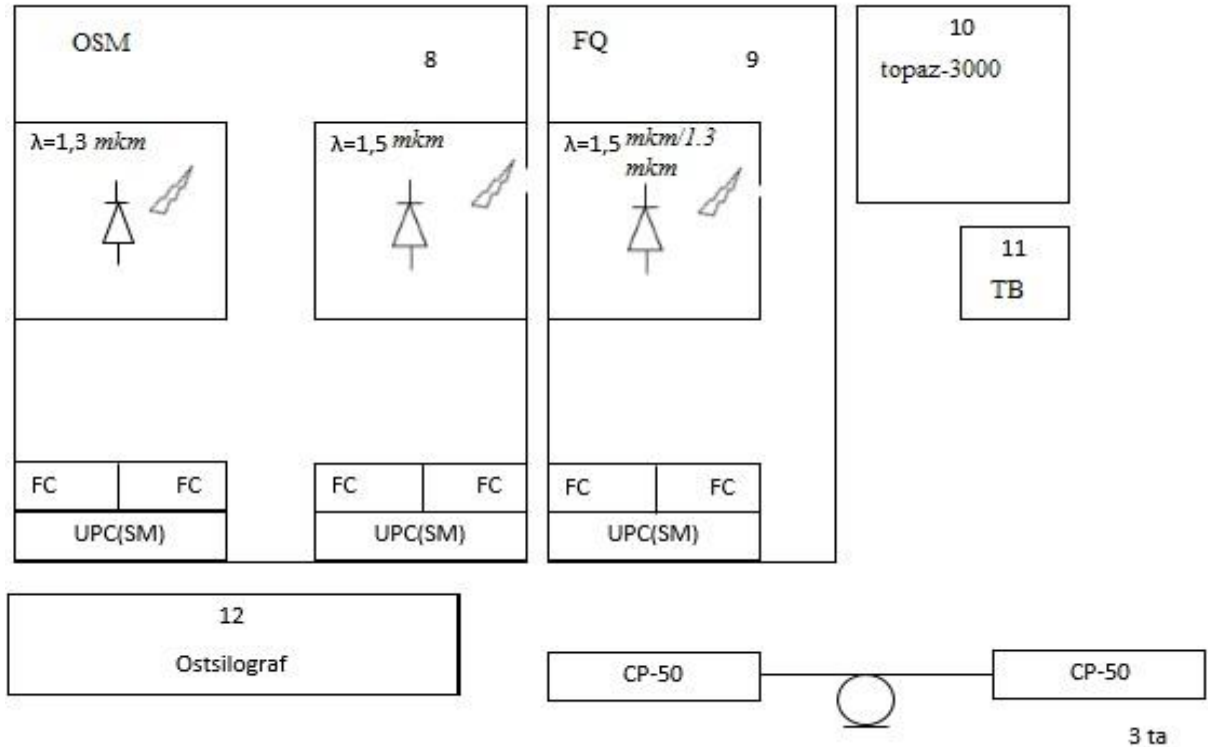 OSM
8
λ=1,3 mkm
λ=1,5 mkm
FC FC
UPC(SM)
FC FC
UPC(SM)
FQ
9
λ=1,5 mkm/1.3
mkm
FC FC
UPC(SM)
10
topaz-3000
11
TB
12
Ostsilograf
CP-50
CP-50
3 ta